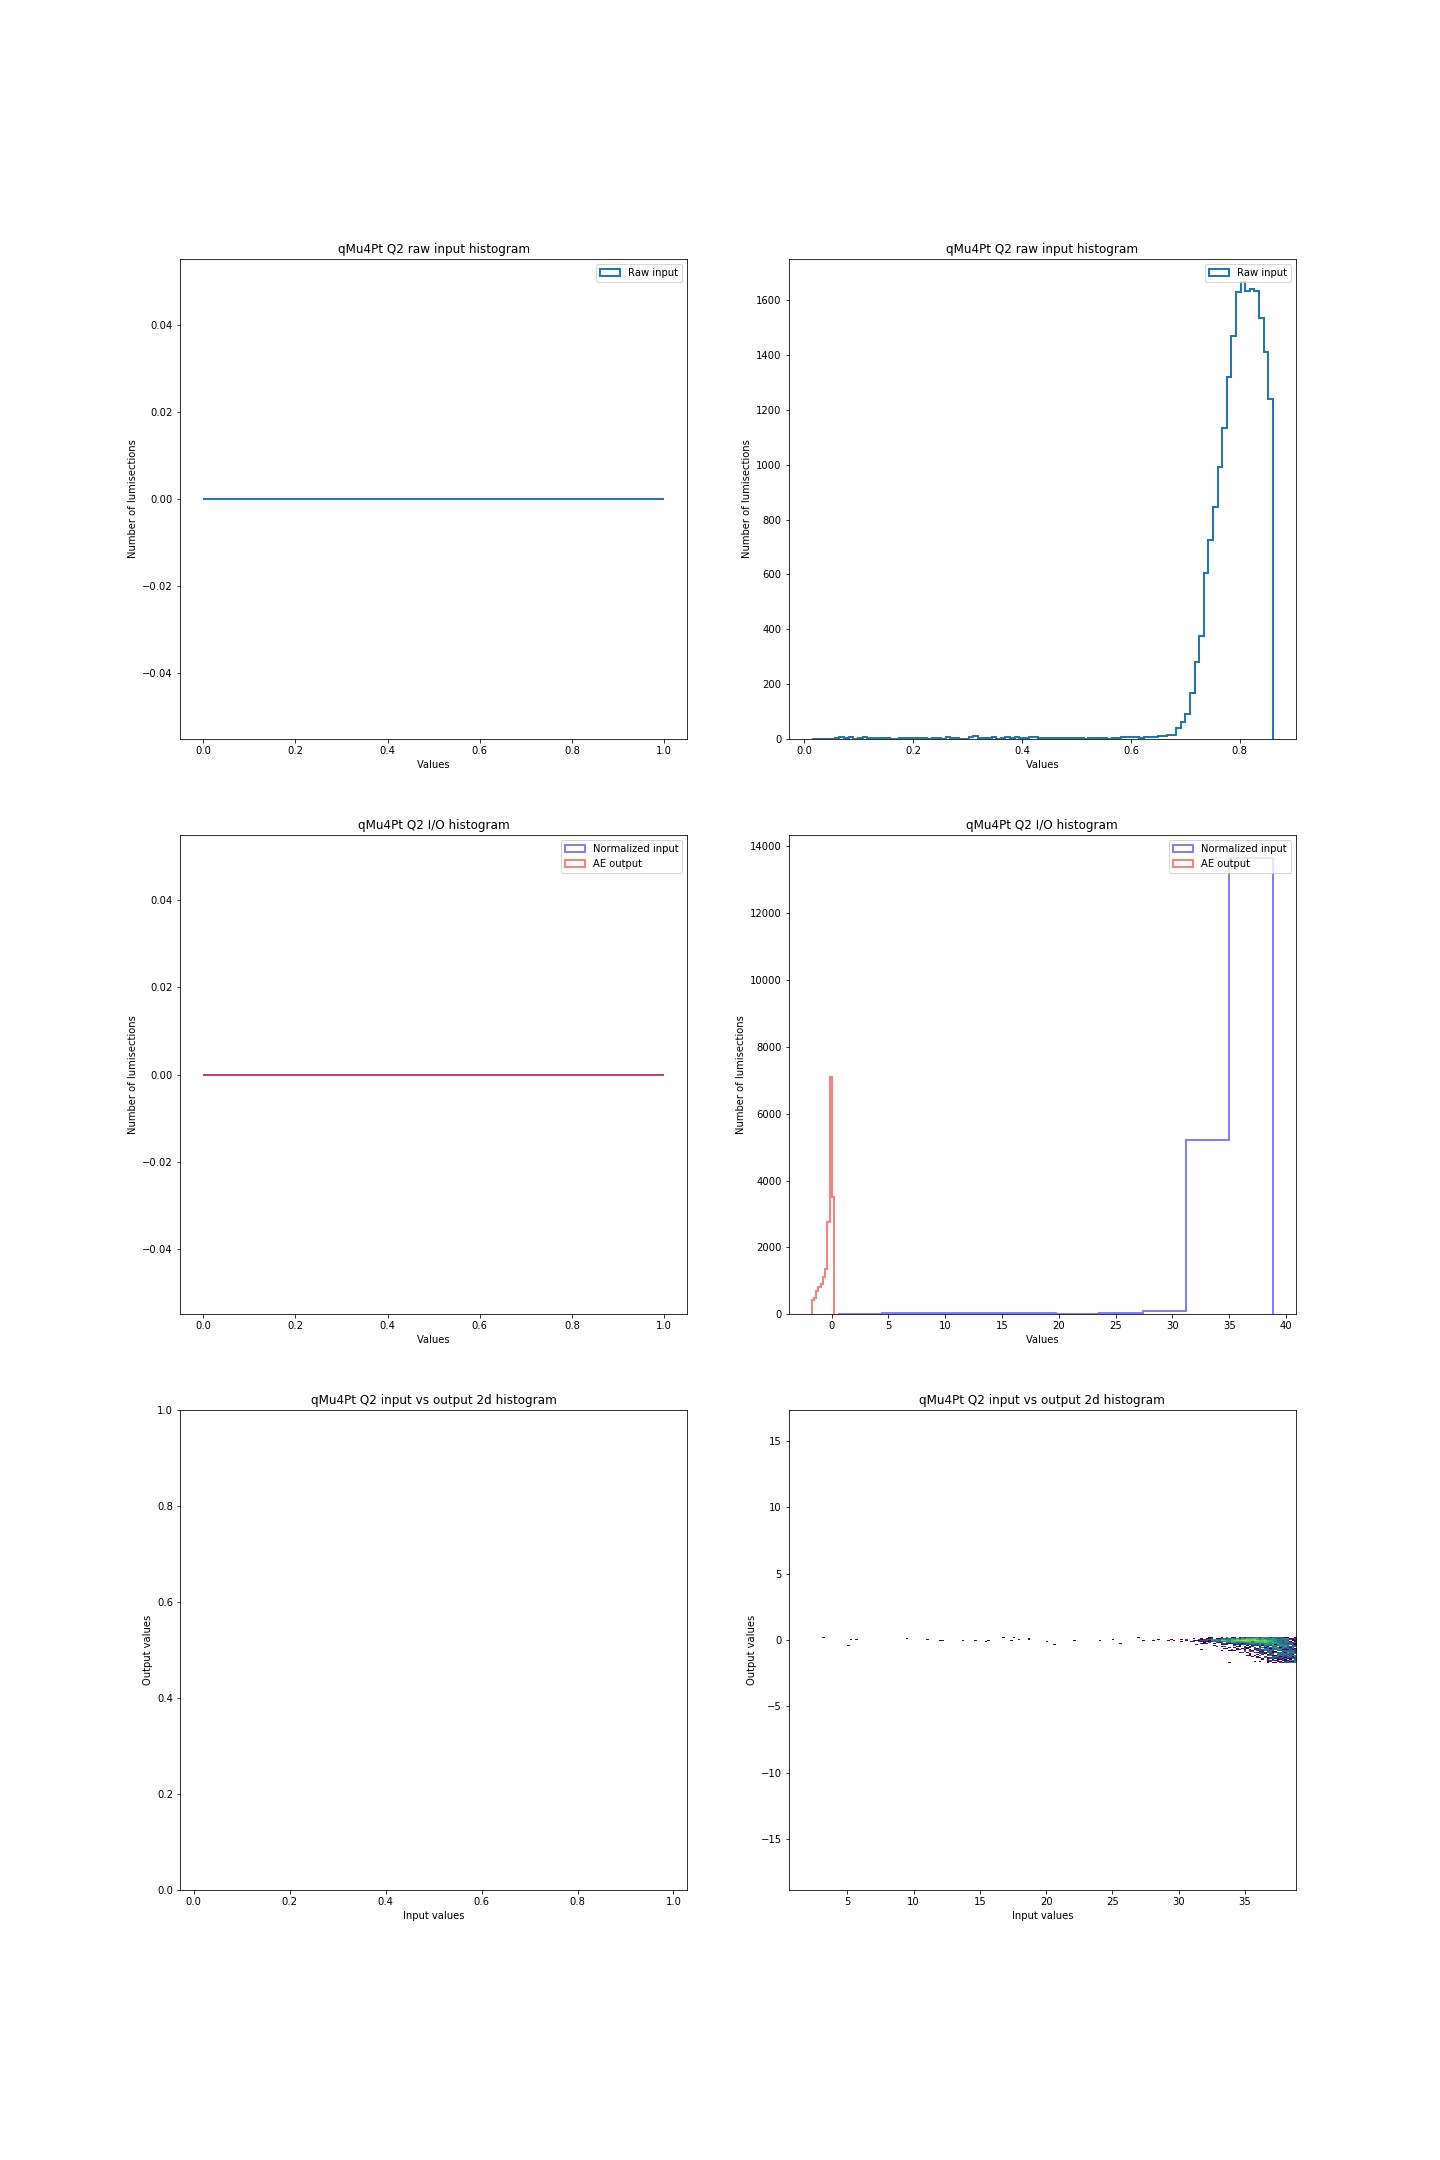 qMu4Pt Q2 raw input histogram
Raw input
0.04
0.02
0.00
−0.02
−0.04
Number of lumisections
0.0 0.2 0.4 0.6 0.8 1.0
Values
qMu4Pt Q2 raw input histogram
Raw input
1600
1400
1200
1000
800
600
400
200
0
Number of lumisections
0.0 0.2 0.4 0.6 0.8
Values
qMu4Pt Q2 I/O histogram
Normalized input
AE output
0.04
0.02
0.00
−0.02
−0.04
Number of lumisections
0.0 0.2 0.4 0.6 0.8 1.0
Values
qMu4Pt Q2 I/O histogram
Normalized input
AE output
14000
12000
10000
8000
6000
4000
2000
0
Number of lumisections
0 5 10 15 20 25 30 35 40
Values
qMu4Pt Q2 input vs output 2d histogram
1.0
0.8
0.6
0.4
0.2
0.0
Output values
0.0 0.2 0.4 0.6 0.8 1.0
Input values
qMu4Pt Q2 input vs output 2d histogram
15
10
5
0
−5
−10
−15
Output values
5 10 15 20 25 30 35
Input values